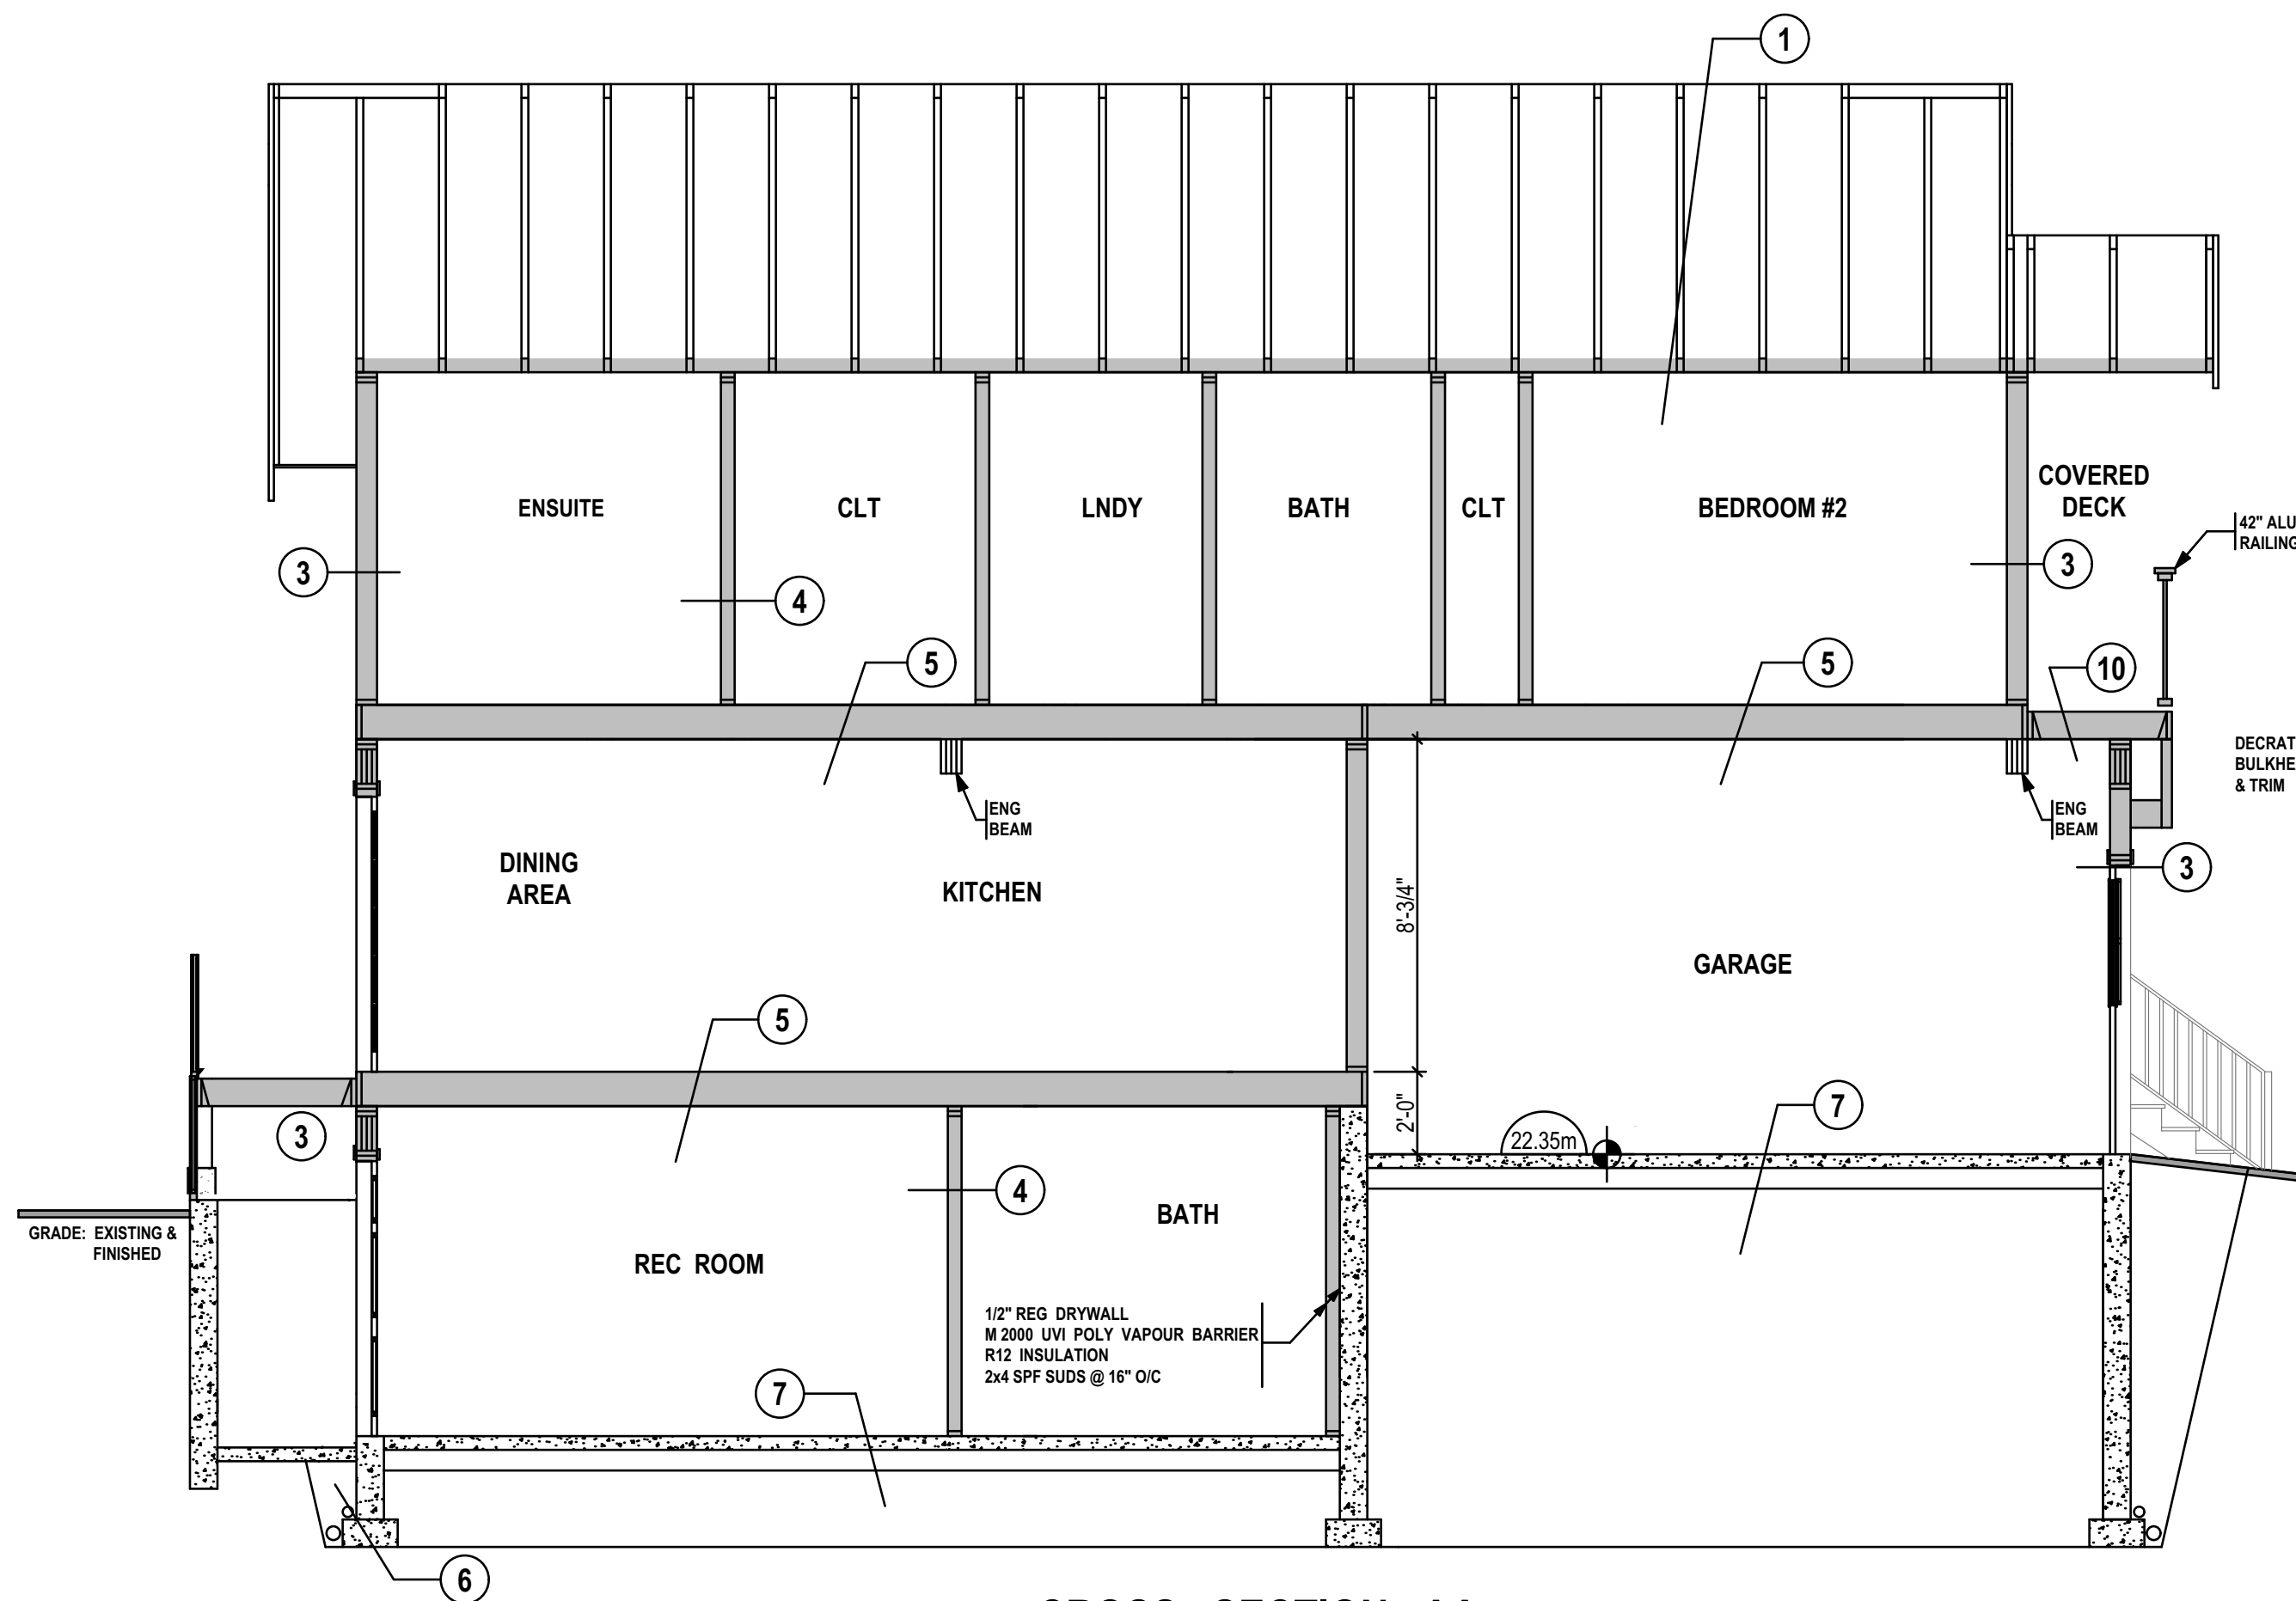 1
ENSUITE
CLT
LNDY
BATH
CLT
BEDROOM #2
COVERED
DECK
42" ALU
RAILING
3
4
3
5
5
10
DECRAT
BULKHE
& TRIM
ENG
BEAM
ENG
BEAM
DINING
AREA
KITCHEN
8'-3/4"
3
GARAGE
5
2'-0"
7
3
22.35m
4
GRADE: EXISTING &
FINISHED
REC ROOM
BATH
1/2" REG DRYWALL
M 2000 UVI POLY VAPOUR BARRIER
R12 INSULATION
2x4 SPF SUDS @ 16" O/C
7
6
CROSS SECTION AA